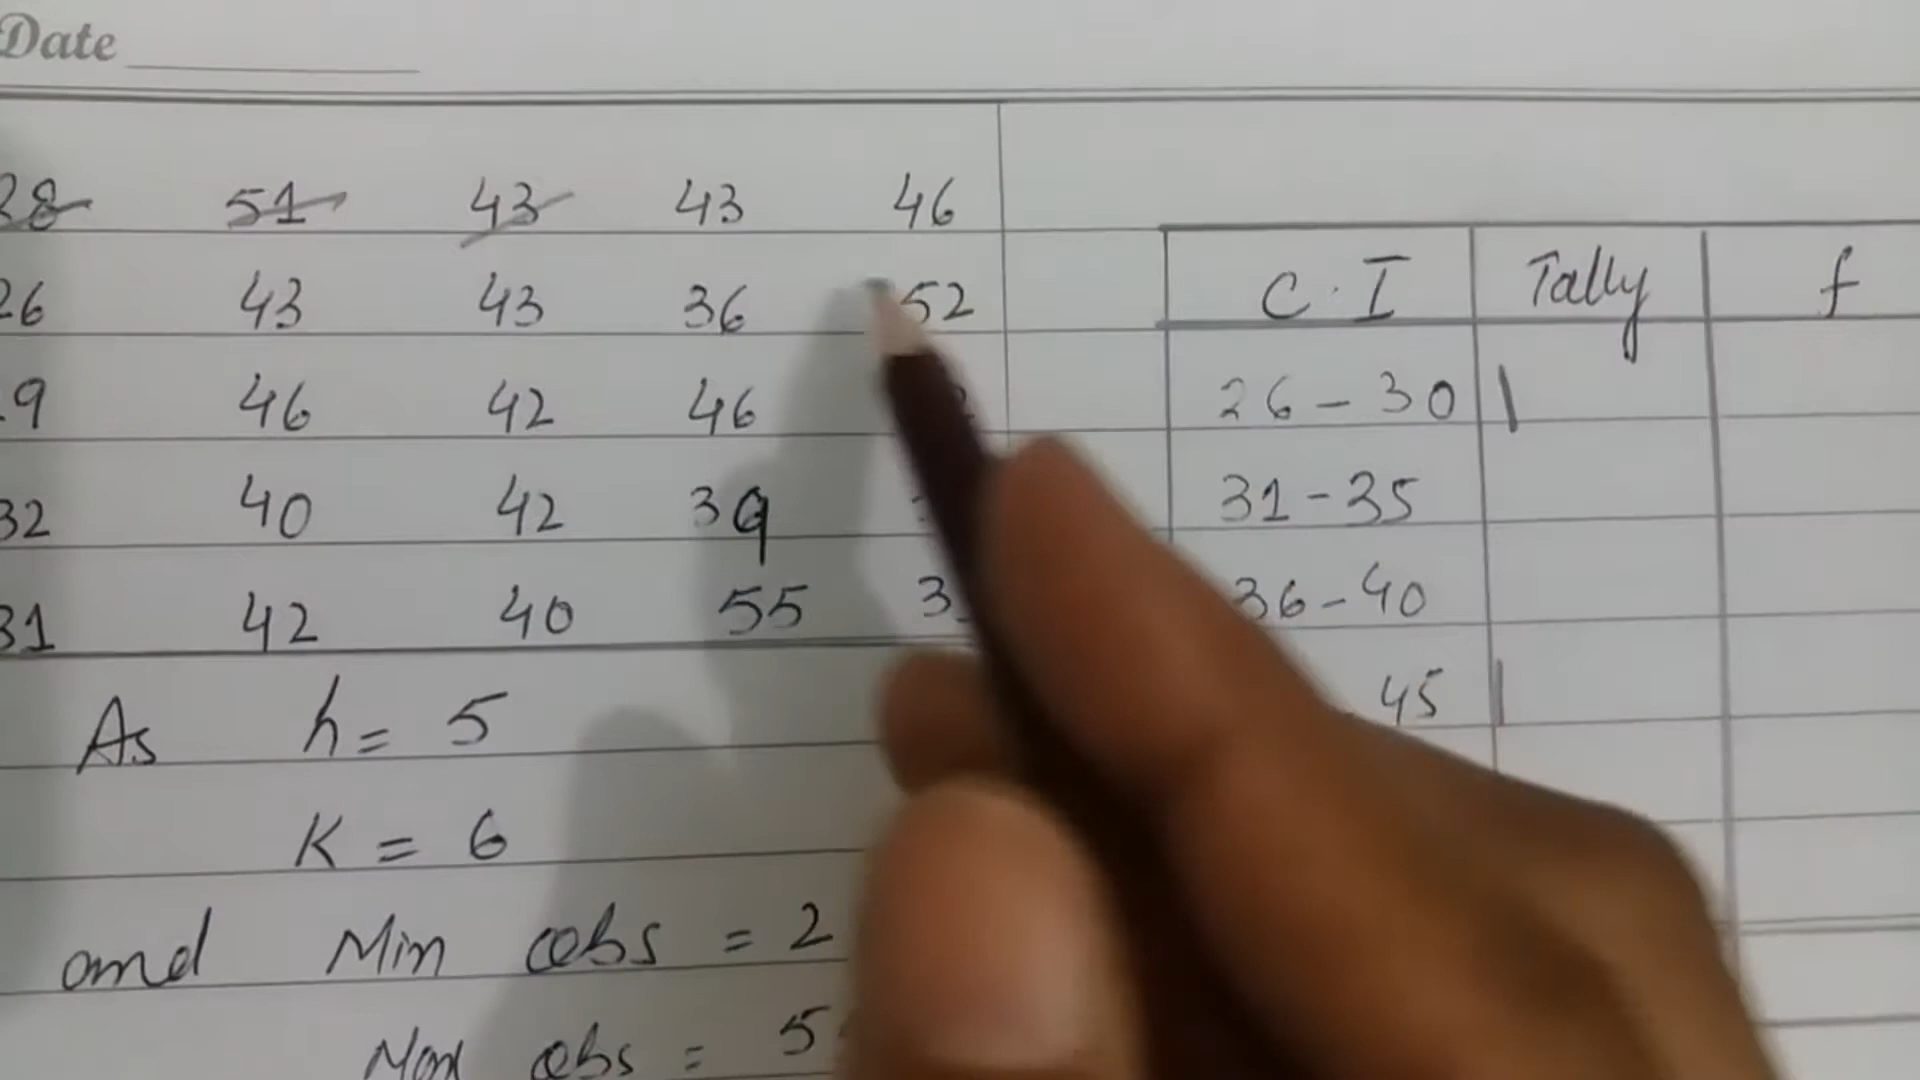 Date
28 51 43 43 46
26 43 43 36 52
9 46 42 46
32 40 42 39
31 42 40 55 3
As h = 5
K = 6
and Min obs = 2
Max obs = 5
C.I Tally f
26 - 30 |
31 - 35
36 - 40
45 |